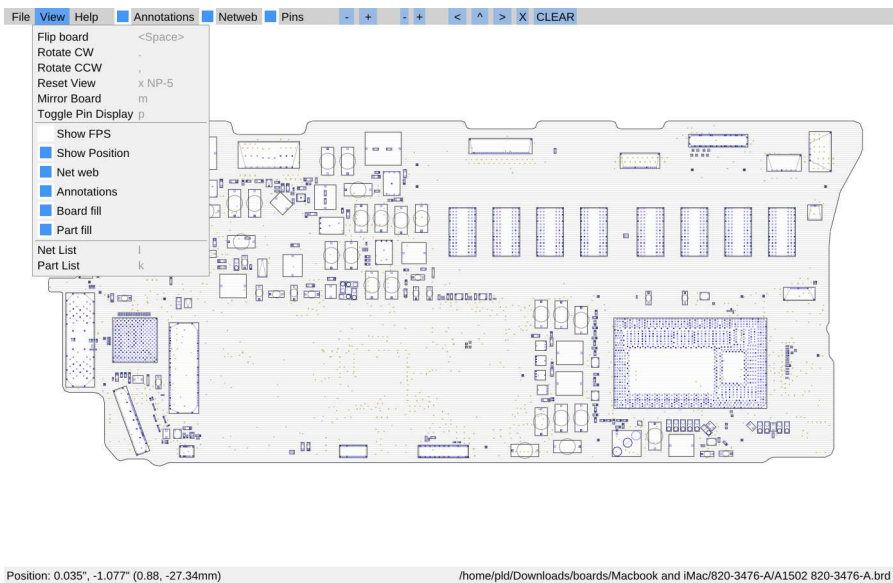 File View Help Annotations Netweb Pins - + - + < ^ > X CLEAR
Flip board <Space>
Rotate CW .
Rotate CCW ,
Reset View x NP-5
Mirror Board m
Toggle Pin Display p
Show FPS
Show Position
Net web
Annotations
Board fill
Part fill
Net List l
Part List k
Position: 0.035", -1.077" (0.88, -27.34mm) /home/pld/Downloads/boards/Macbook and iMac/820-3476-A/A1502 820-3476-A.brd